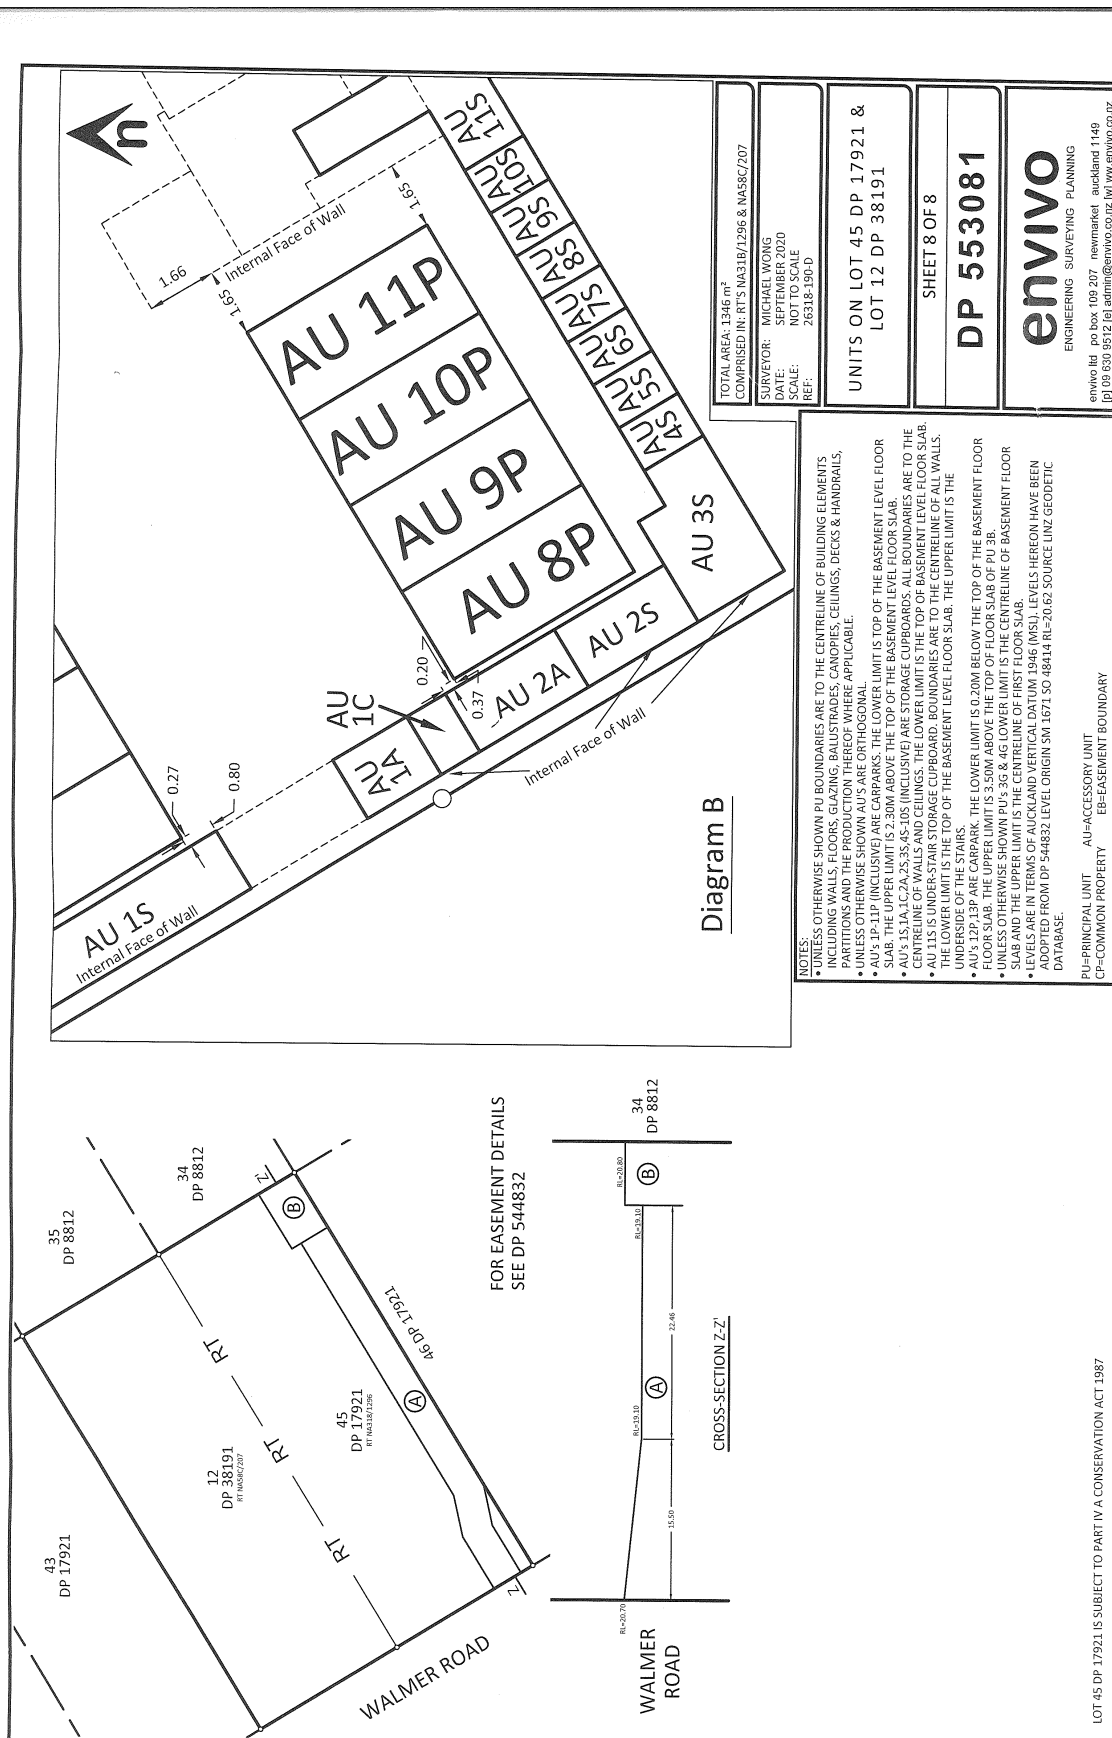 43
DP 17921
35
DP 8812
34
DP 8812
12
DP 38191
RT NA58C/207
45
DP 17921
RT NA31B/1296
RT
RT
RT
A
B
Z
Z'
46 DP 17921
WALMER ROAD
FOR EASEMENT DETAILS
SEE DP 544832
WALMER
ROAD
RL=20.70
RL=19.10
RL=19.10
RL=20.80
A
B
15.50
22.46
34
DP 8812
CROSS-SECTION Z-Z'
LOT 45 DP 17921 IS SUBJECT TO PART IV A CONSERVATION ACT 1987
n
AU 1S
Internal Face of Wall
0.27
0.80
AU
1A
AU
1C
0.20
0.37
AU 2A
AU 2S
AU 3S
Internal Face of Wall
AU 8P
AU 9P
AU 10P
AU 11P
1.65
1.66
Internal Face of Wall
1.65
AU
4S
AU
5S
AU
6S
AU
7S
AU
8S
AU
9S
AU
10S
AU
11S
Diagram B
NOTES:
• UNLESS OTHERWISE SHOWN PU BOUNDARIES ARE TO THE CENTRELINE OF BUILDING ELEMENTS
INCLUDING WALLS, FLOORS, GLAZING, BALUSTRADES, CANOPIES, CEILINGS, DECKS & HANDRAILS,
PARTITIONS AND THE PRODUCTION THEREOF WHERE APPLICABLE.
• UNLESS OTHERWISE SHOWN AU'S ARE ORTHOGONAL.
• AU's 1P-11P (INCLUSIVE) ARE CARPARKS. THE LOWER LIMIT IS TOP OF THE BASEMENT LEVEL FLOOR
SLAB. THE UPPER LIMIT IS 2.30M ABOVE THE TOP OF THE BASEMENT LEVEL FLOOR SLAB.
• AU's 1S,1A,1C,2A,2S,3S,4S-10S (INCLUSIVE) ARE STORAGE CUPBOARDS. ALL BOUNDARIES ARE TO THE
CENTRELINE OF WALLS AND CEILINGS. THE LOWER LIMIT IS THE TOP OF BASEMENT LEVEL FLOOR SLAB.
• AU 11S IS UNDER-STAIR STORAGE CUPBOARD. BOUNDARIES ARE TO THE CENTRELINE OF ALL WALLS.
THE LOWER LIMIT IS THE TOP OF THE BASEMENT LEVEL FLOOR SLAB. THE UPPER LIMIT IS THE
UNDERSIDE OF THE STAIRS.
• AU's 12P,13P ARE CARPARK. THE LOWER LIMIT IS 0.20M BELOW THE TOP OF THE BASEMENT FLOOR
FLOOR SLAB. THE UPPER LIMIT IS 3.50M ABOVE THE TOP OF FLOOR SLAB OF PU 3B.
• UNLESS OTHERWISE SHOWN PU's 3G & 4G LOWER LIMIT IS THE CENTRELINE OF BASEMENT FLOOR
SLAB AND THE UPPER LIMIT IS THE CENTRELINE OF FIRST FLOOR SLAB.
• LEVELS ARE IN TERMS OF AUCKLAND VERTICAL DATUM 1946 (MSL). LEVELS HEREON HAVE BEEN
ADOPTED FROM DP 544832 LEVEL ORIGIN SM 1671 SO 48414 RL=20.62 SOURCE LINZ GEODETIC
DATABASE.
PU=PRINCIPAL UNIT AU=ACCESSORY UNIT
CP=COMMON PROPERTY EB=EASEMENT BOUNDARY
TOTAL AREA: 1346 m²
COMPRISED IN: RT'S NA31B/1296 & NA58C/207
SURVEYOR: MICHAEL WONG
DATE: SEPTEMBER 2020
SCALE: NOT TO SCALE
REF: 26318-190-D
UNITS ON LOT 45 DP 17921 &
LOT 12 DP 38191
SHEET 8 OF 8
DP 553081
envivo
ENGINEERING SURVEYING PLANNING
envivo ltd po box 109 207 newmarket auckland 1149
[p] 09 630 9512 [e] admin@envivo.co.nz [w] ww.envivo.co.nz